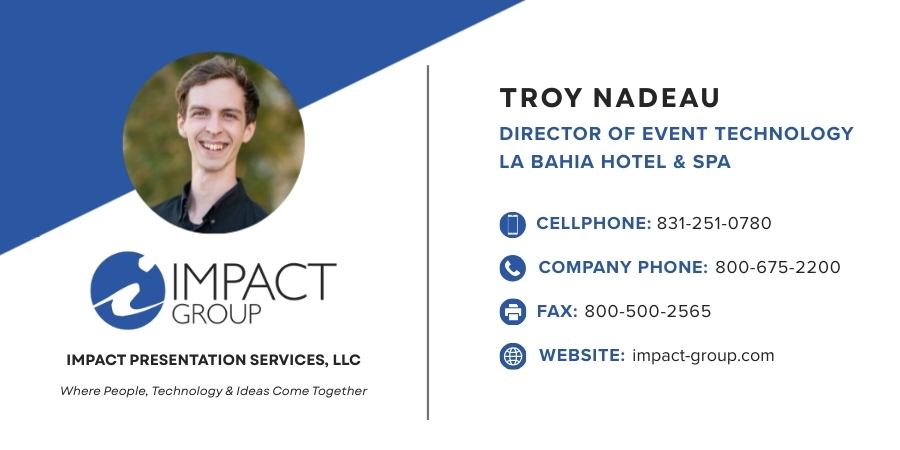 IMPACT
GROUP
IMPACT PRESENTATION SERVICES, LLC
Where People, Technology & Ideas Come Together
TROY NADEAU
DIRECTOR OF EVENT TECHNOLOGY
LA BAHIA HOTEL & SPA
CELLPHONE: 831-251-0780
COMPANY PHONE: 800-675-2200
FAX: 800-500-2565
WEBSITE: impact-group.com